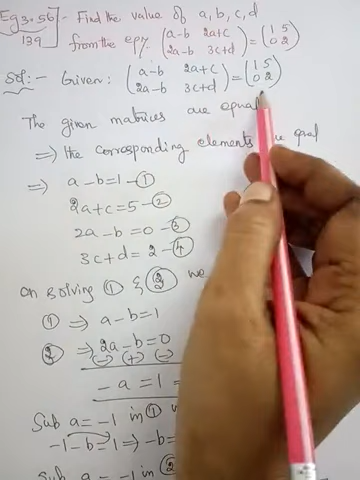 Eg 3.56 :- Find the value of a, b, c, d
139 from the eqn. (a-b 2a+c
2a-b 3c+d) = (1 5
0 2)
Sol:- Given: (a-b 2a+c
2a-b 3c+d) = (1 5
0 2)
The given matrices are equal
⇒ the corresponding elements are equal
⇒ a-b=1 - ①
2a+c=5 - ②
2a-b = 0 - ③
3c+d = 2 - ④
on solving ① & ② we
① ⇒ a-b=1
② ⇒ 2a-b=0
(-) (+) (-)
-a = 1 =
Sub a = -1 in ① w
-1-b = 1 ⇒ -b =
Sub a = -1 in ②